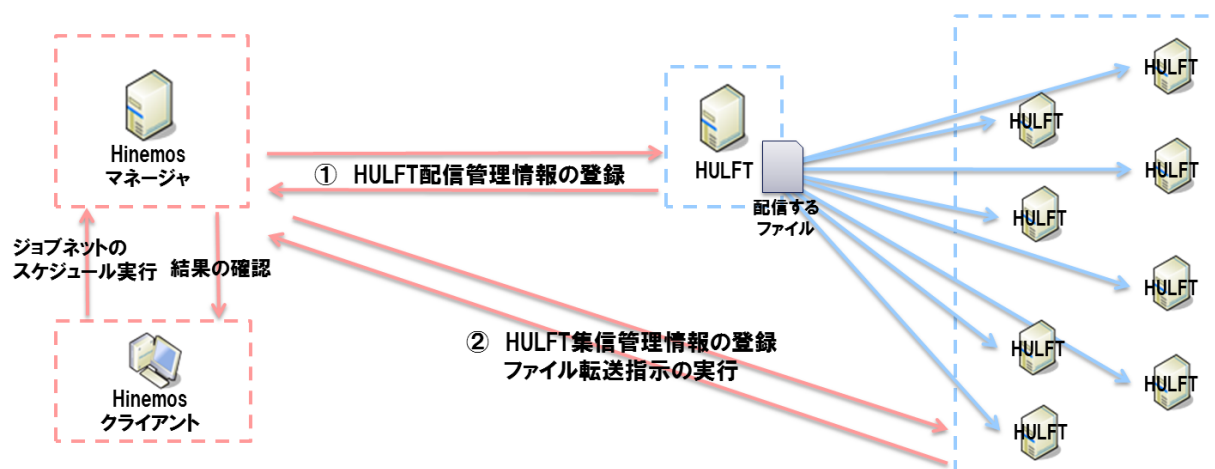 Hinemos
マネージャ
① HULFT配信管理情報の登録
HULFT
配信する
ファイル
ジョブネットの
スケジュール実行
結果の確認
② HULFT集信管理情報の登録
ファイル転送指示の実行
Hinemos
クライアント
HULFT
HULFT
HULFT
HULFT
HULFT
HULFT
HULFT
HULFT